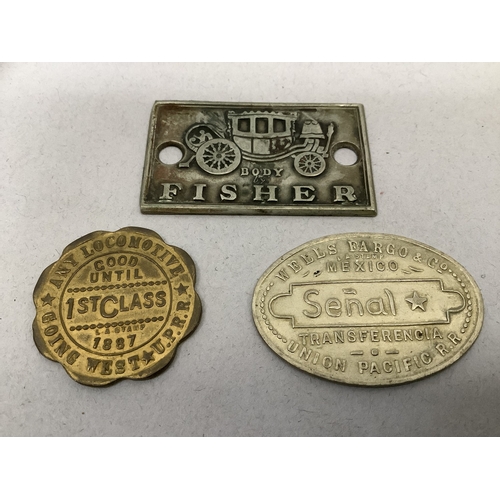 BODY
by
FISHER
ANY LOCOMOTIVE
GOOD
UNTIL
1ST CLASS
1887
GOING WEST ★ U.P.R.R.
WELLS FARGO & Co.
MEXICO
Señal ★
TRANSFERENCIA
UNION PACIFIC R.R.